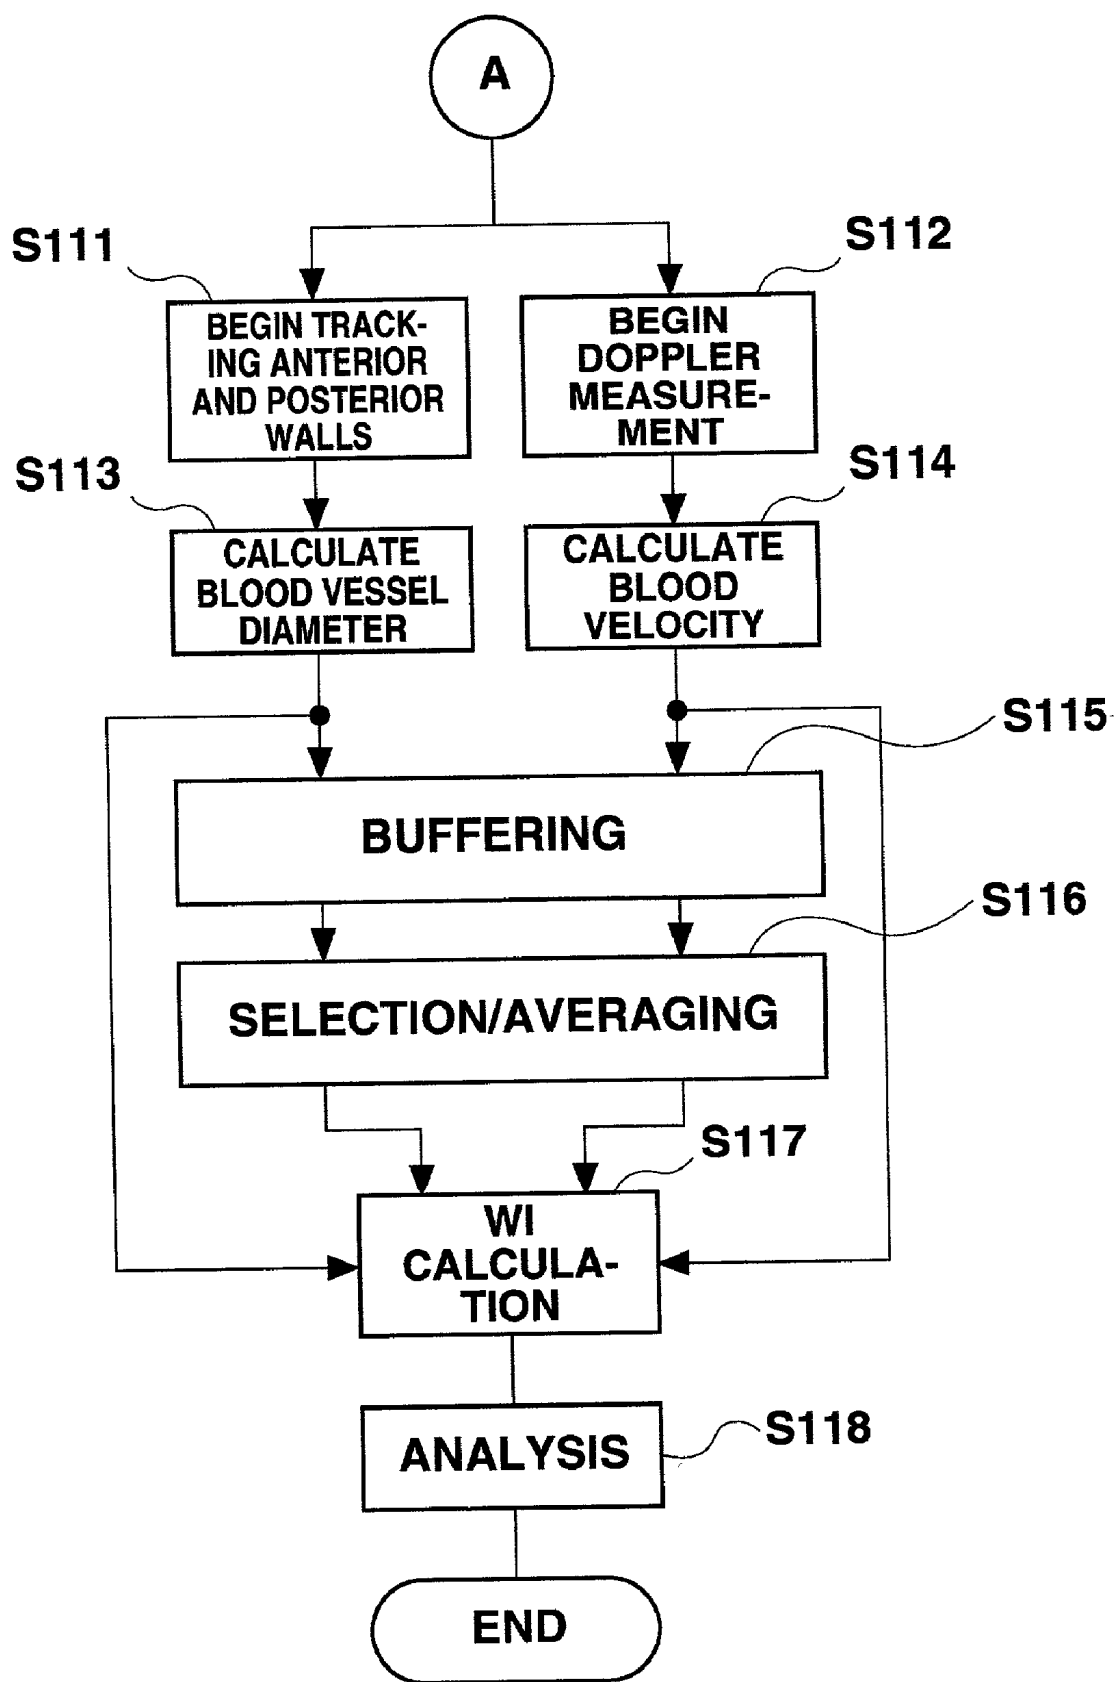 A
S111
S112
BEGIN TRACK-
ING ANTERIOR
AND POSTERIOR
WALLS
BEGIN
DOPPLER
MEASURE-
MENT
S113
S114
CALCULATE
BLOOD VESSEL
DIAMETER
CALCULATE
BLOOD
VELOCITY
S115
BUFFERING
S116
SELECTION/AVERAGING
S117
WI
CALCULA-
TION
S118
ANALYSIS
END